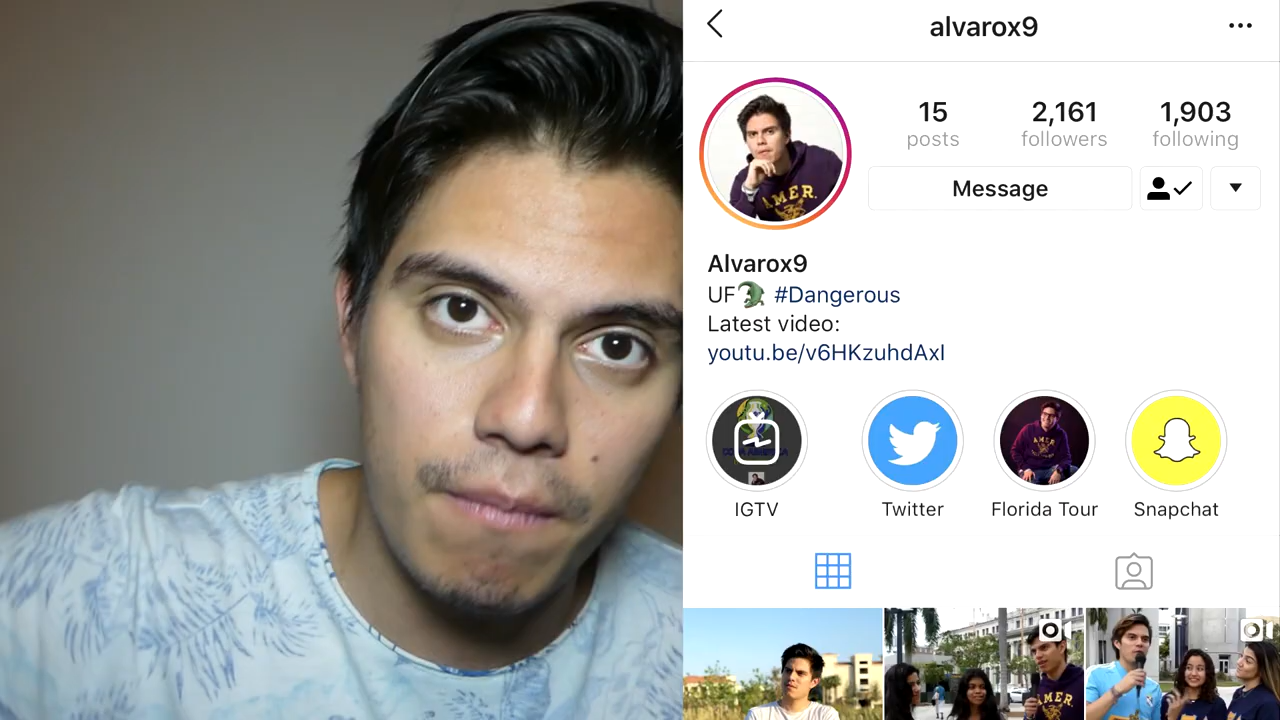 alvarox9
15
2,161
1,903
posts
followers
following
Message
Alvarox9
UF #Dangerous
Latest video:
youtu.be/v6HKzuhdAxI
IGTV
Twitter
Florida Tour
Snapchat
AMER.